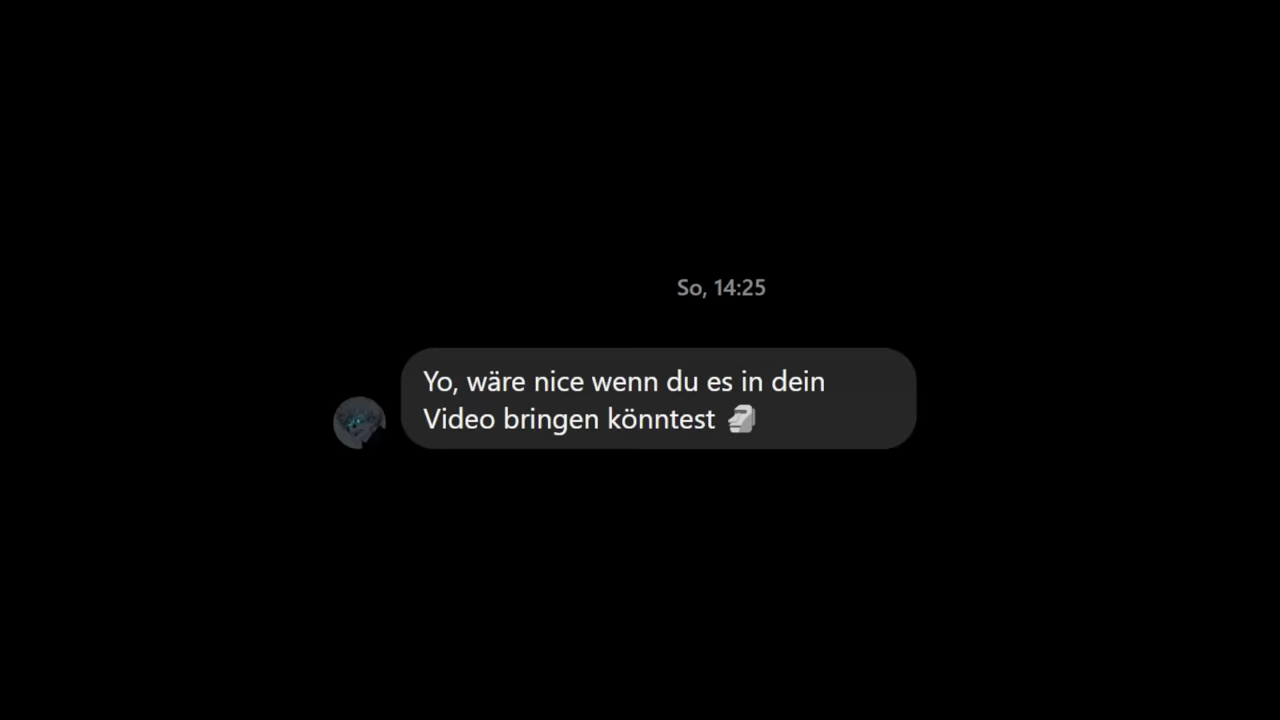 So, 14:25
Yo, wäre nice wenn du es in dein
Video bringen könntest 🗿